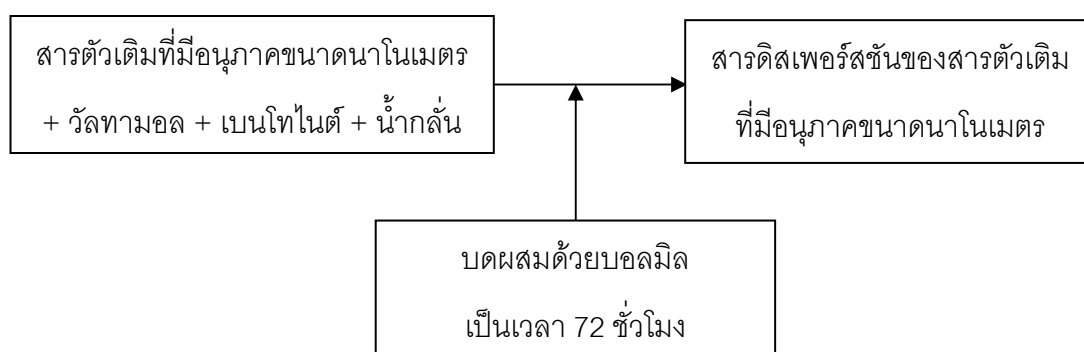 สารตัวเติมที่มีอนุภาคขนาดนาโนเมตร
+ วัลทามอล + เบนโทไนต์ + น้ำกลั่น
สารดิสเพอร์สชันของสารตัวเติม
ที่มีอนุภาคขนาดนาโนเมตร
บดผสมด้วยบอลมิล
เป็นเวลา 72 ชั่วโมง